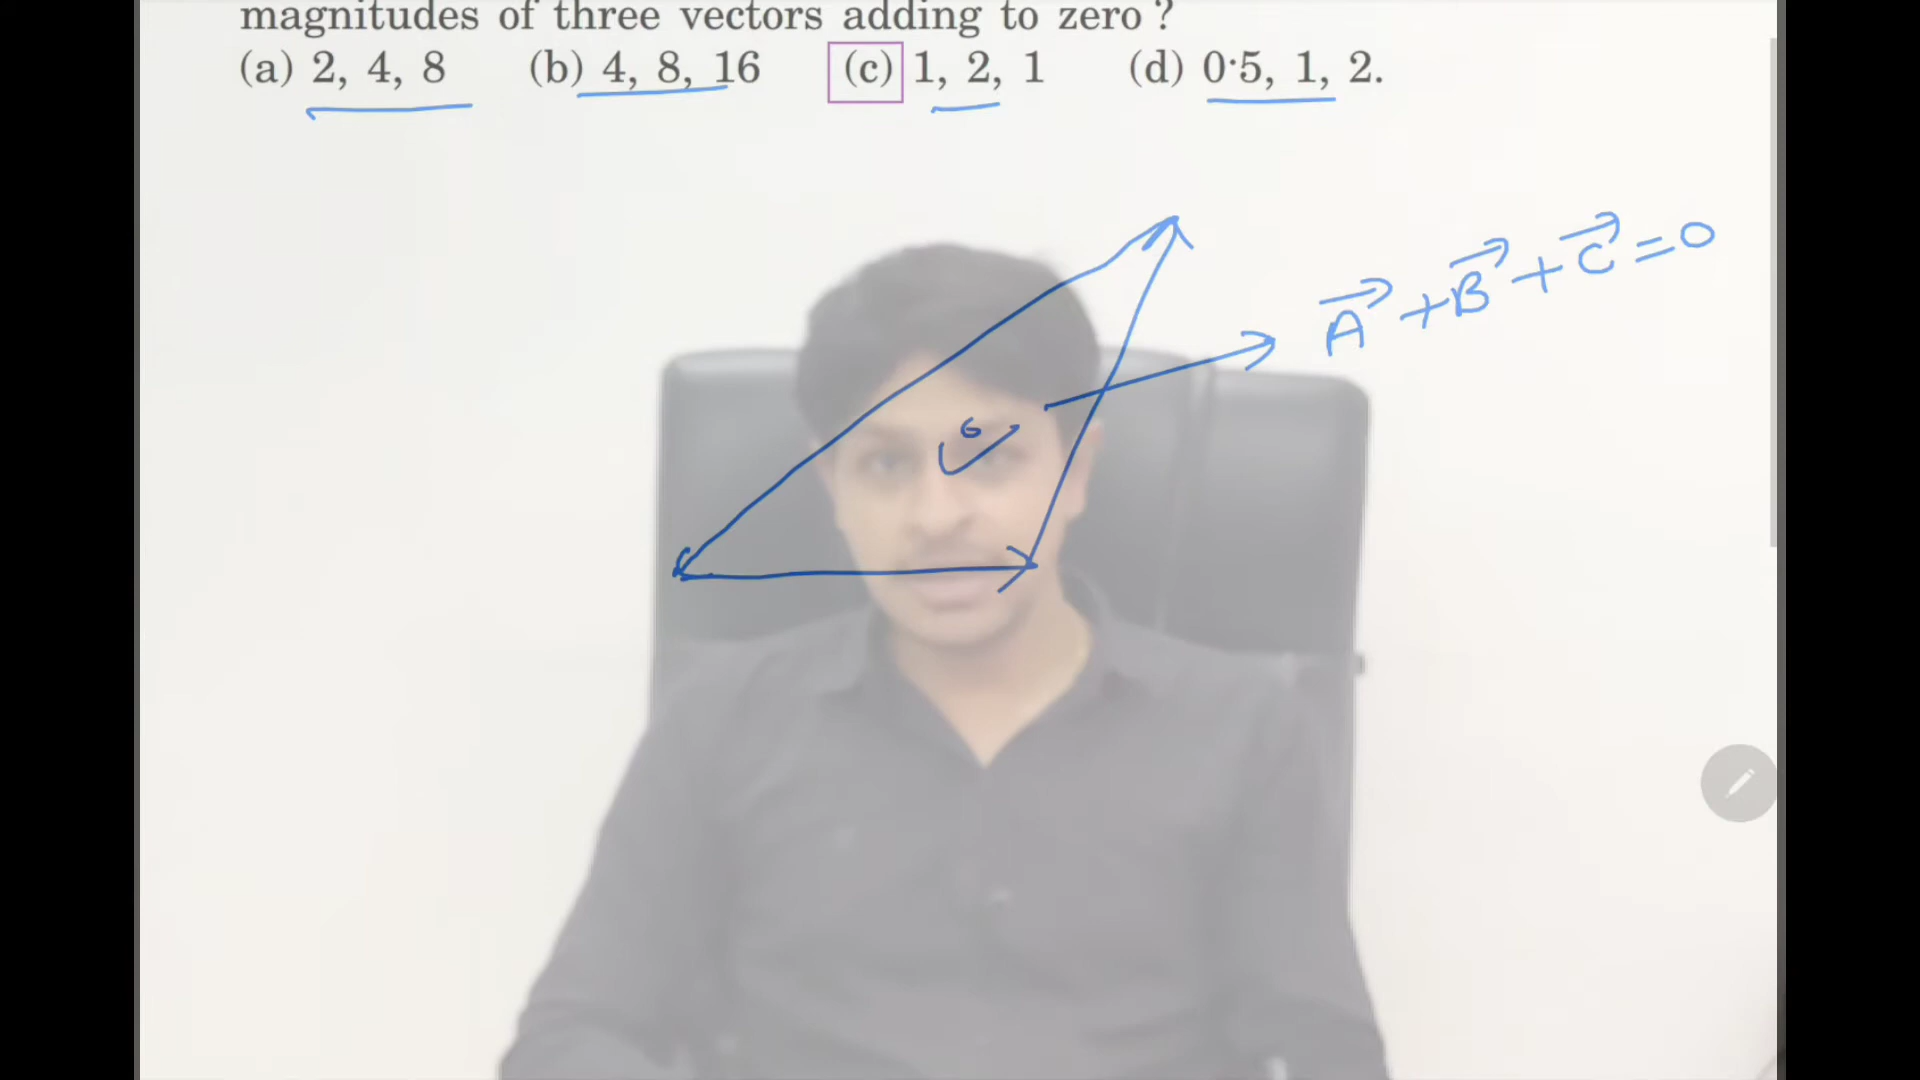 magnitudes of three vectors adding to zero ?
(a) 2, 4, 8 (b) 4, 8, 16 (c) 1, 2, 1 (d) 0·5, 1, 2.
A⃗ + B⃗ + C⃗ = 0